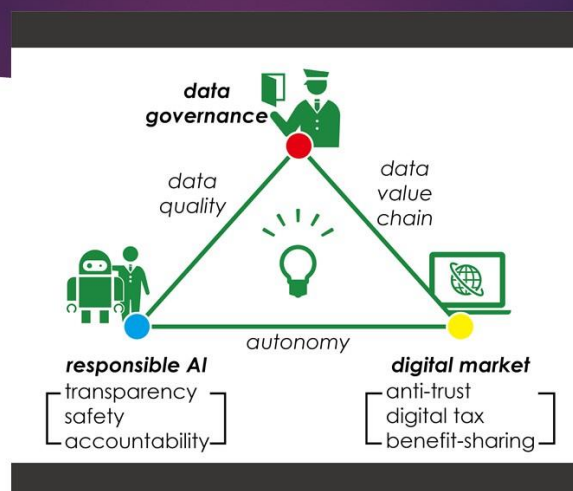 data
governance
data
quality
data
value
chain
autonomy
responsible AI
transparency
safety
accountability
digital market
anti-trust
digital tax
benefit-sharing